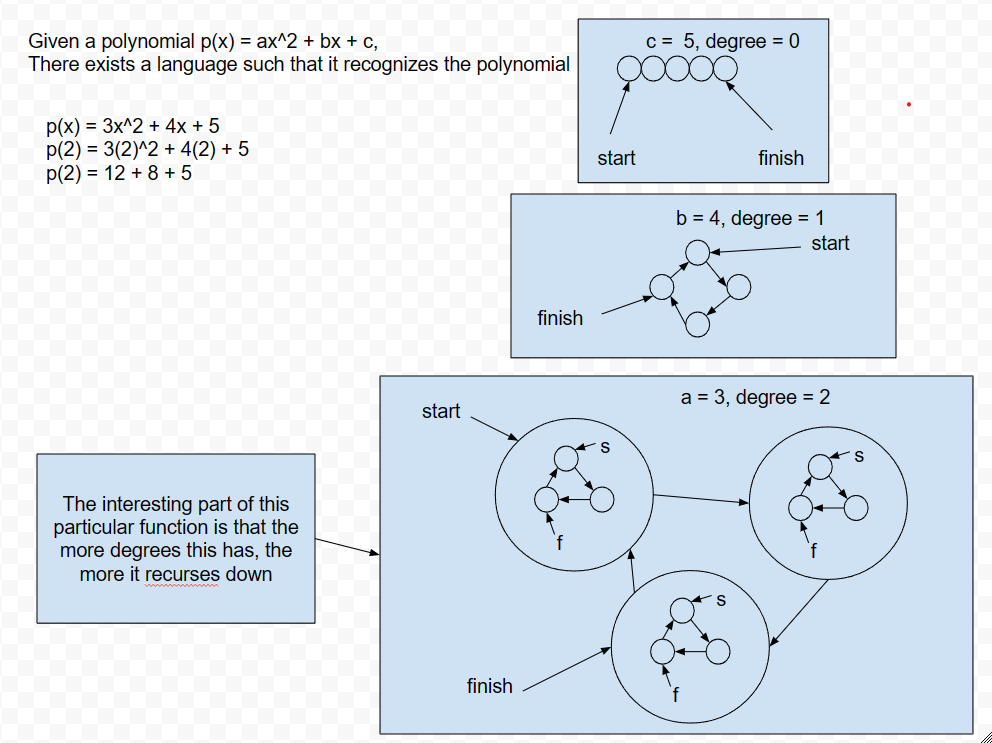 Given a polynomial p(x) = ax^2 + bx + c,
There exists a language such that it recognizes the polynomial
p(x) = 3x^2 + 4x + 5
p(2) = 3(2)^2 + 4(2) + 5
p(2) = 12 + 8 + 5
c =  5, degree = 0
start
finish
b = 4, degree = 1
start
finish
a = 3, degree = 2
start
s
f
s
f
s
f
finish
The interesting part of this
particular function is that the
more degrees this has, the
more it recurses down